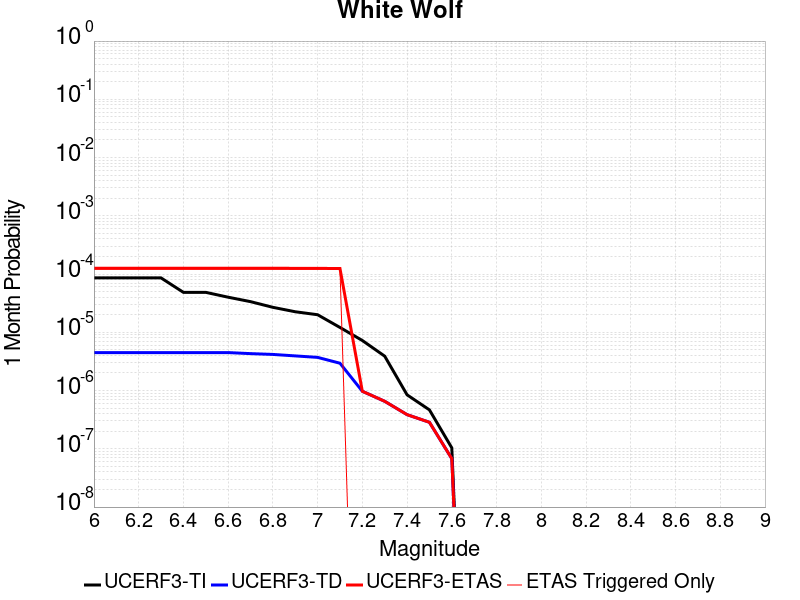 White Wolf
10^0
10^-1
10^-2
10^-3
10^-4
10^-5
10^-6
10^-7
10^-8
1 Month Probability
6 6.2 6.4 6.6 6.8 7 7.2 7.4 7.6 7.8 8 8.2 8.4 8.6 8.8 9
Magnitude
UCERF3-TI UCERF3-TD UCERF3-ETAS ETAS Triggered Only